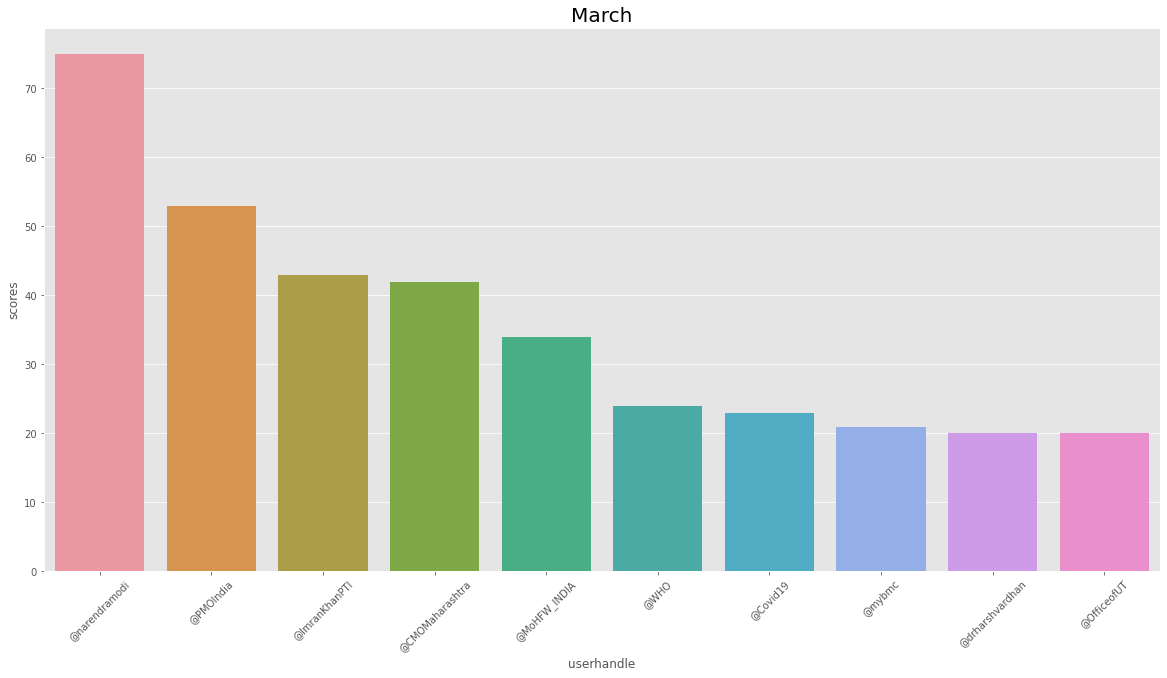 March
scores
70
60
50
40
30
20
10
0
@narendramodi
@PMOIndia
@ImranKhanPTI
@CMOMaharashtra
@MoHFW_INDIA
@WHO
@Covid19
@mybmc
@drharshvardhan
@OfficeofUT
userhandle